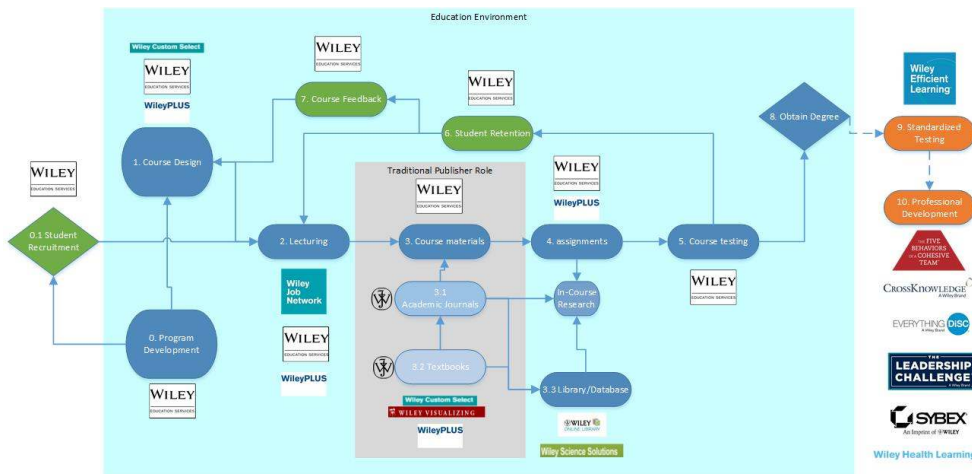 Education Environment
Wiley Custom Select
WILEY
EDUCATION SERVICES
WileyPLUS
WILEY
EDUCATION SERVICES
7. Course Feedback
WILEY
EDUCATION SERVICES
6. Student Retention
Wiley
Efficient
Learning
8. Obtain Degree
9. Standardized
Testing
1. Course Design
WILEY
EDUCATION SERVICES
Traditional Publisher Role
WILEY
EDUCATION SERVICES
WILEY
EDUCATION SERVICES
WileyPLUS
10. Professional
Development
0.1 Student
Recruitment
2. Lecturing
3. Course materials
4. assignments
5. Course testing
THE FIVE
BEHAVIORS
OF A COHESIVE
TEAM
Wiley
Job
Network
3.1
Academic Journals
In-Course
Research
WILEY
EDUCATION SERVICES
CROSSKNOWLEDGE
A Wiley Brand
EVERYTHING DiSC
A Wiley Brand
0. Program
Development
WILEY
EDUCATION SERVICES
WileyPLUS
3.2 Textbooks
3.3 Library/Database
THE
LEADERSHIP
CHALLENGE
A Wiley Brand
WILEY
EDUCATION SERVICES
Wiley Custom Select
WILEY VISUALIZING
WileyPLUS
WILEY
ONLINE LIBRARY
Wiley Science Solutions
SYBEX
An Imprint of WILEY
Wiley Health Learning